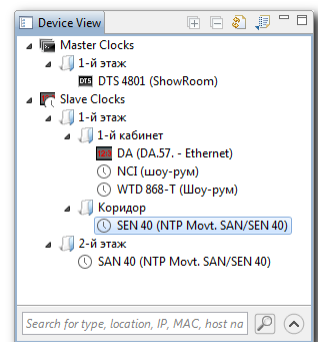 Device View
Master Clocks
1-й этаж
DTS 4801 (ShowRoom)
Slave Clocks
1-й этаж
1-й кабинет
DA (DA.57. - Ethernet)
NCI (шоу-рум)
WTD 868-T (Шоу-рум)
Коридор
SEN 40 (NTP Movt. SAN/SEN 40)
2-й этаж
SAN 40 (NTP Movt. SAN/SEN 40)
Search for type, location, IP, MAC, host na